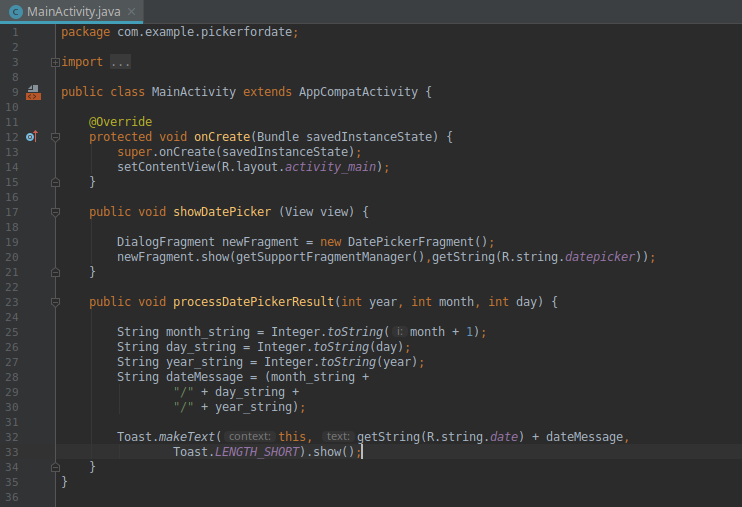 MainActivity.java
1 package com.example.pickerfordate;
2
3 import ...
8
9 public class MainActivity extends AppCompatActivity {
10
11 @Override
12 protected void onCreate(Bundle savedInstanceState) {
13 super.onCreate(savedInstanceState);
14 setContentView(R.layout.activity_main);
15 }
16
17 public void showDatePicker (View view) {
18
19 DialogFragment newFragment = new DatePickerFragment();
20 newFragment.show(getSupportFragmentManager(),getString(R.string.datepicker));
21 }
22
23 public void processDatePickerResult(int year, int month, int day) {
24
25 String month_string = Integer.toString( i: month + 1);
26 String day_string = Integer.toString(day);
27 String year_string = Integer.toString(year);
28 String dateMessage = (month_string +
29 "/" + day_string +
30 "/" + year_string);
31
32 Toast.makeText( context: this, text: getString(R.string.date) + dateMessage,
33 Toast.LENGTH_SHORT).show();
34 }
35 }
36